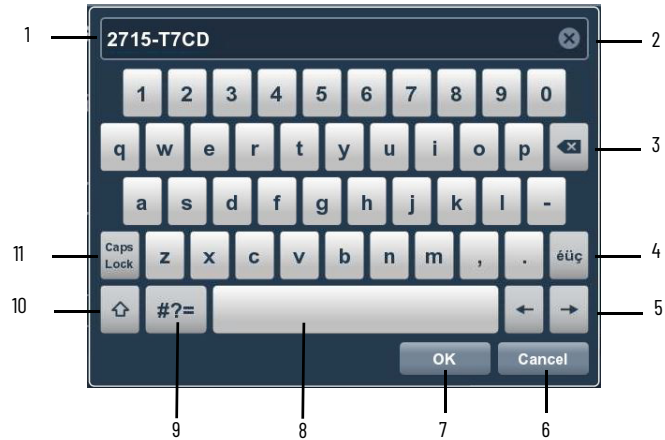 1 2715-T7CD 2
1 2 3 4 5 6 7 8 9 0
q w e r t y u i o p 3
a s d f g h j k l -
11 Caps Lock z x c v b n m , . éüç 4
10 #?= ← → 5
OK Cancel
9 8 7 6